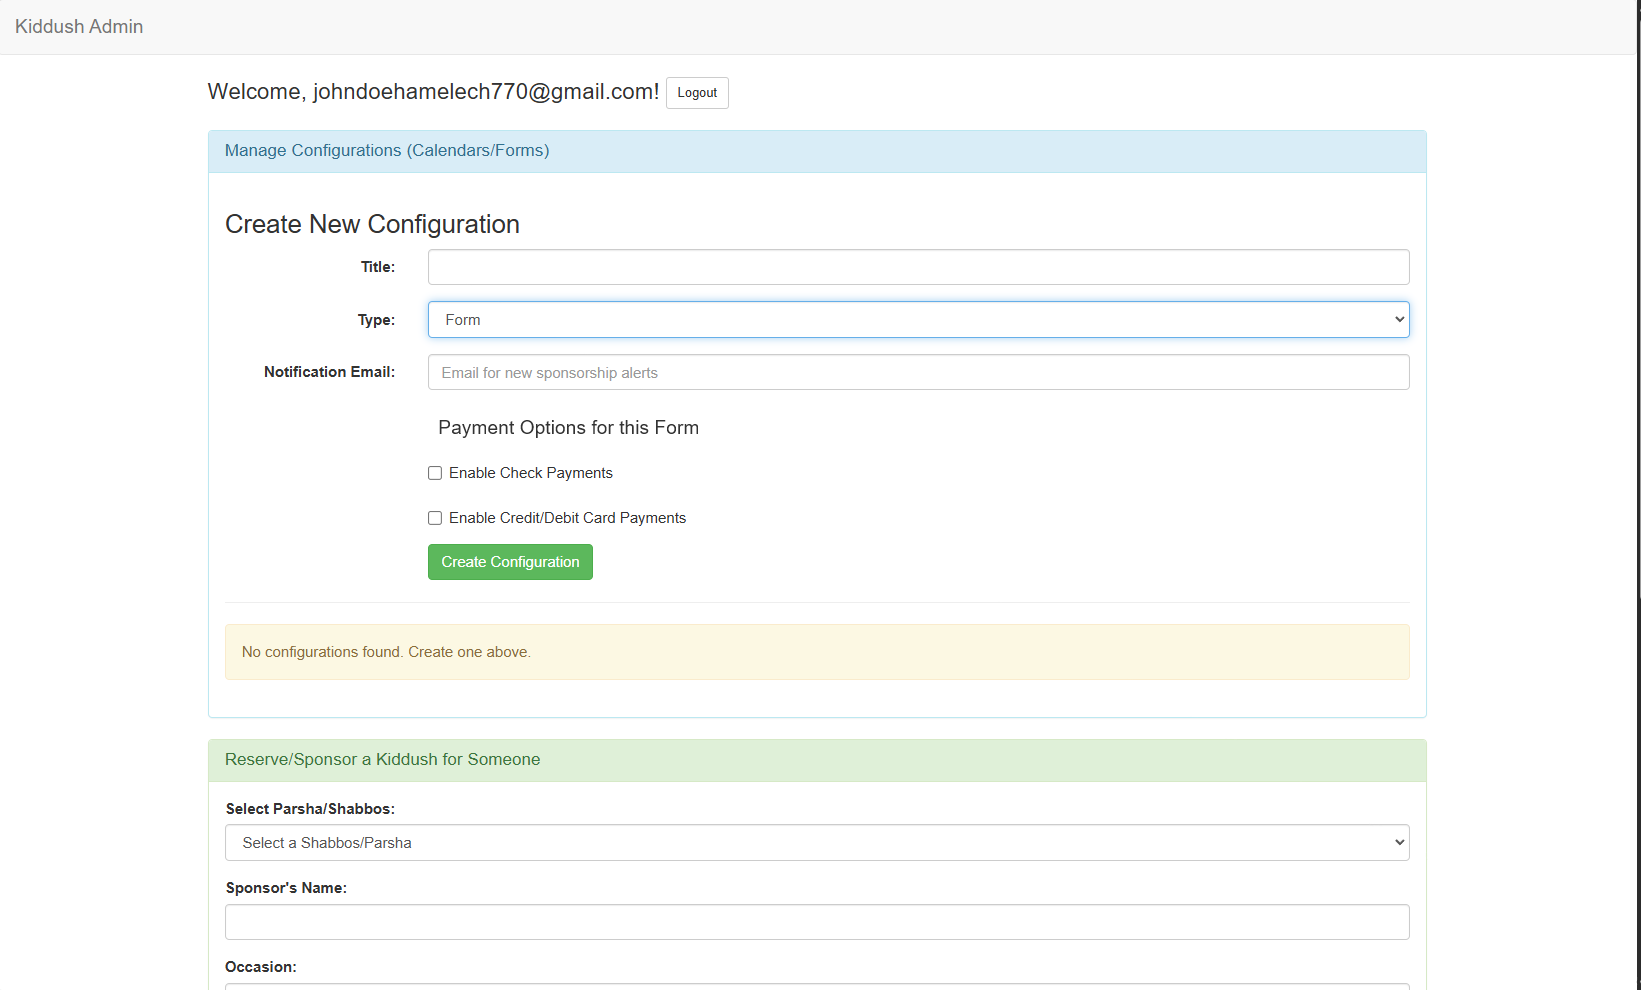 Kiddush Admin
Welcome, johndoehamelech770@gmail.com! Logout
Manage Configurations (Calendars/Forms)
Create New Configuration
Title:
Type: Form
Notification Email: Email for new sponsorship alerts
Payment Options for this Form
Enable Check Payments
Enable Credit/Debit Card Payments
Create Configuration
No configurations found. Create one above.
Reserve/Sponsor a Kiddush for Someone
Select Parsha/Shabbos:
Select a Shabbos/Parsha
Sponsor's Name:
Occasion: